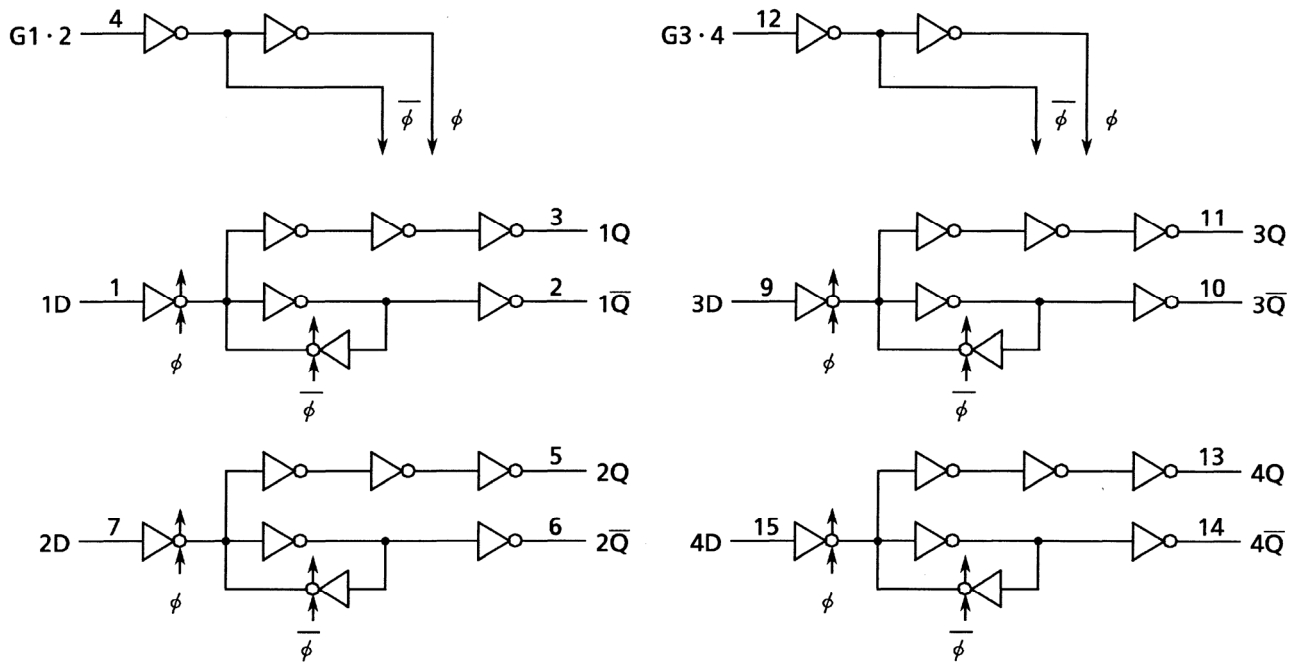 G1 · 2 4
φ̅ φ
G3 · 4 12
φ̅ φ
3 1Q
1D 1 2 1Q̅
φ
φ̅
11 3Q
3D 9 10 3Q̅
φ
φ̅
5 2Q
2D 7 6 2Q̅
φ
φ̅
13 4Q
4D 15 14 4Q̅
φ
φ̅